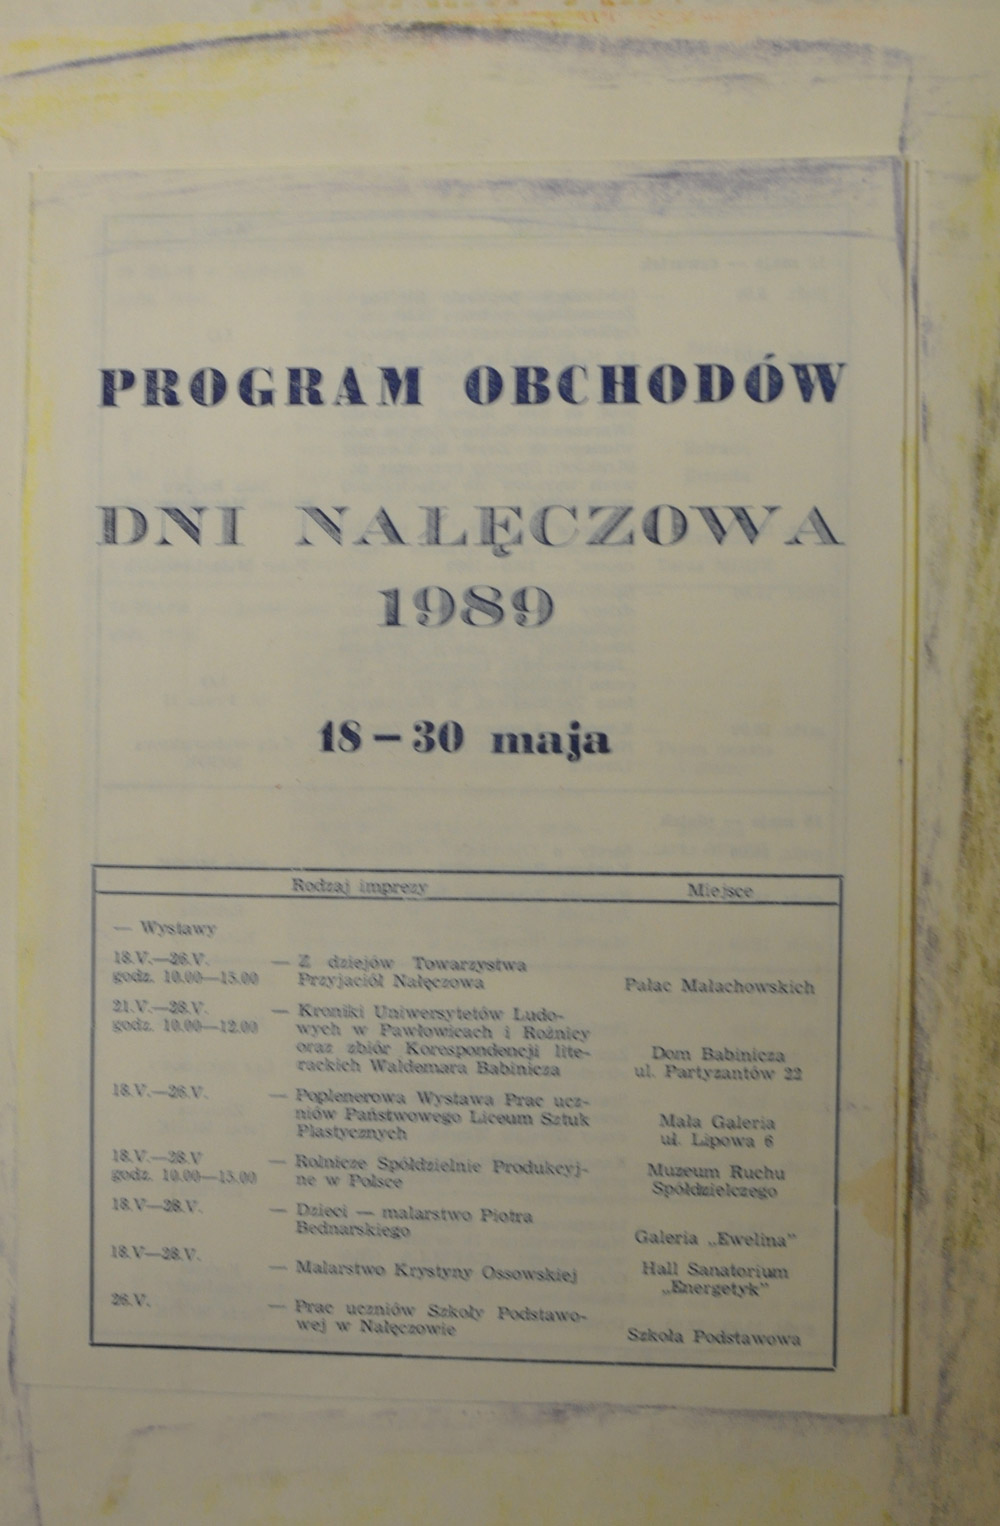 PROGRAM OBCHODÓW
DNI NAŁĘCZOWA
1989
18 — 30 maja
Rodzaj imprezy Miejsce
— Wystawy
18.V.—26.V. — Z dziejów Towarzystwa
godz. 10.00—15.00 Przyjaciół Nałęczowa Pałac Małachowskich
21.V.—28.V. — Kroniki Uniwersytetów Ludo-
godz. 10.00—12.00 wych w Pawłowicach i Rożnicy
oraz zbiór Korespondencji lite- Dom Babinicza
rackich Waldemara Babinicza ul. Partyzantów 22
18.V.—26.V. — Poplenerowa Wystawa Prac ucz-
niów Państwowego Liceum Sztuk Mała Galeria
Plastycznych ul. Lipowa 6
18.V.—28.V — Rolnicze Spółdzielnie Produkcyj- Muzeum Ruchu
godz. 10.00—15.00 ne w Polsce Spółdzielczego
18.V—28.V. — Dzieci — malarstwo Piotra
Bednarskiego Galeria „Ewelina”
18.V—28.V. — Malarstwo Krystyny Ossowskiej Hall Sanatorium
„Energetyk”
26.V. — Prac uczniów Szkoły Podstawo-
wej w Nałęczowie Szkoła Podstawowa